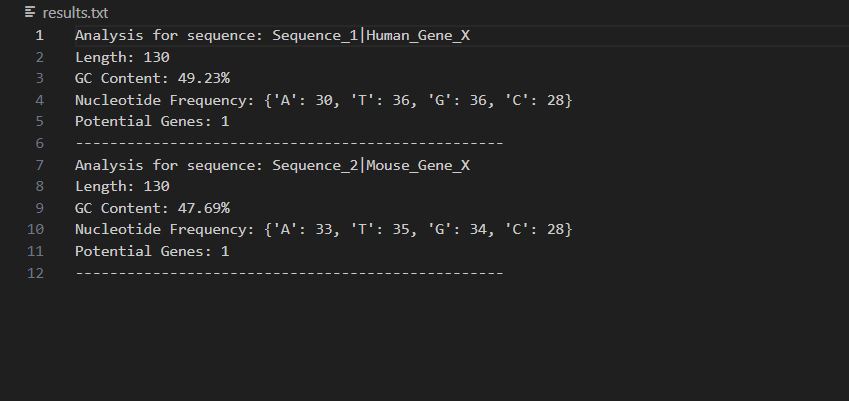 results.txt
1 Analysis for sequence: Sequence_1|Human_Gene_X
2 Length: 130
3 GC Content: 49.23%
4 Nucleotide Frequency: {'A': 30, 'T': 36, 'G': 36, 'C': 28}
5 Potential Genes: 1
6 --------------------------------------------------
7 Analysis for sequence: Sequence_2|Mouse_Gene_X
8 Length: 130
9 GC Content: 47.69%
10 Nucleotide Frequency: {'A': 33, 'T': 35, 'G': 34, 'C': 28}
11 Potential Genes: 1
12 --------------------------------------------------